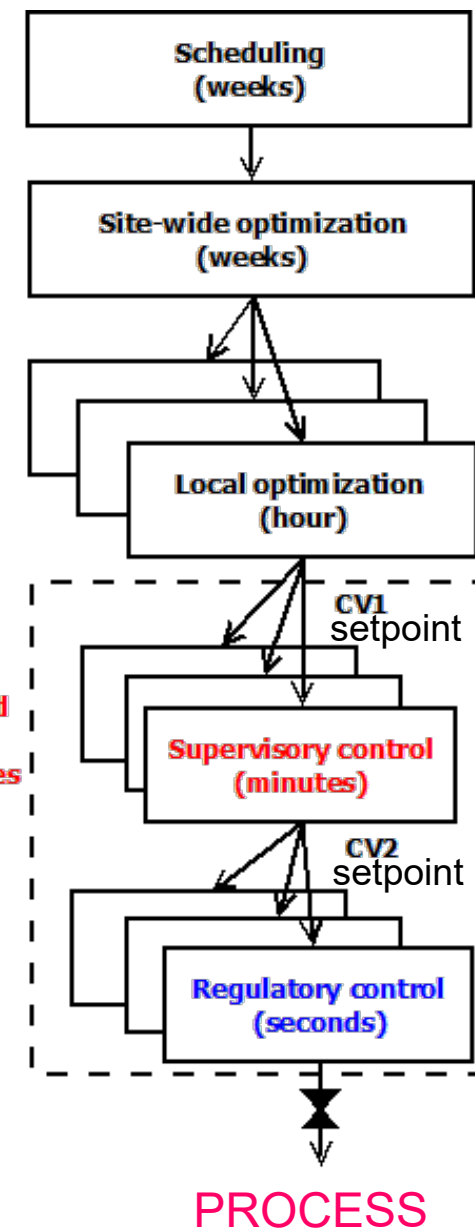 Scheduling
(weeks)
Site-wide optimization
(weeks)
Local optimization
(hour)
CV1
setpoint
Supervisory control
(minutes)
CV2
setpoint
Regulatory control
(seconds)
PROCESS